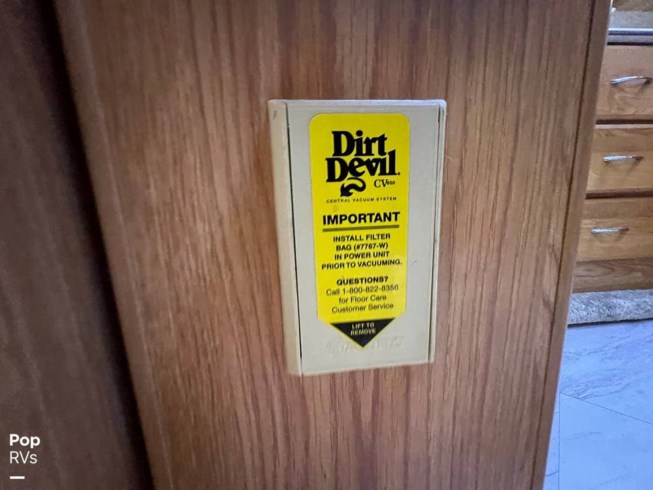 Dirt
Devil.
CV
CENTRAL VACUUM SYSTEM
IMPORTANT
INSTALL FILTER
BAG (#7767-W)
IN POWER UNIT
PRIOR TO VACUUMING.
QUESTIONS?
Call 1-800-822-8356
for Floor Care
Customer Service
LIFT TO
REMOVE
Pop
RVs